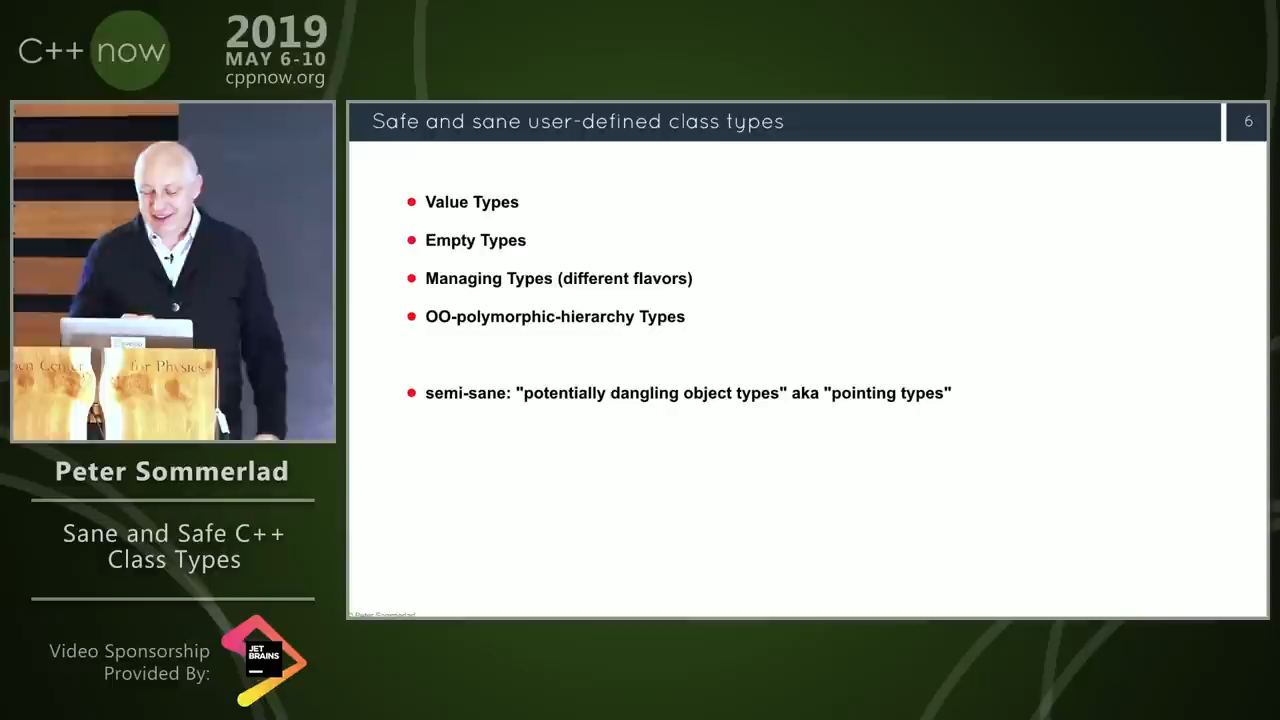 C++ now
2019
MAY 6-10
cppnow.org
Safe and sane user-defined class types
6
Value Types
Empty Types
Managing Types (different flavors)
OO-polymorphic-hierarchy Types
semi-sane: "potentially dangling object types" aka "pointing types"
for Physics
Peter Sommerlad
Sane and Safe C++
Class Types
Video Sponsorship
Provided By:
JET
BRAINS
© Peter Sommerlad